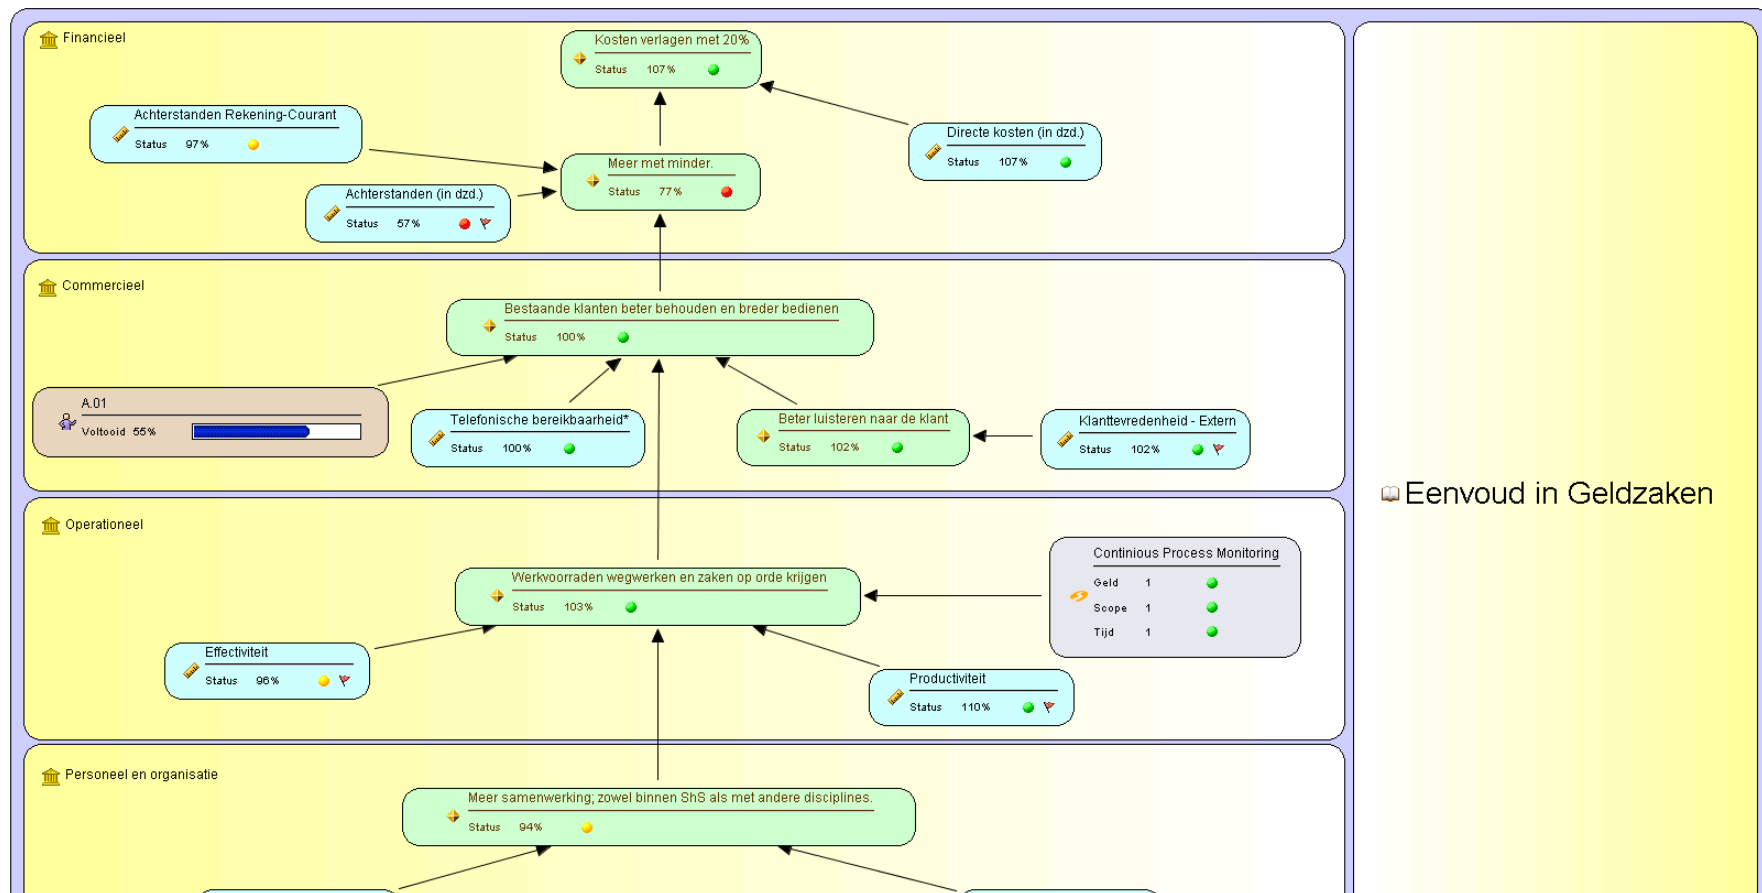 Financieel
Kosten verlagen met 20%
Status 107%
Achterstanden Rekening-Courant
Status 97%
Directe kosten (in dzd.)
Status 107%
Meer met minder.
Status 77%
Achterstanden (in dzd.)
Status 57%
Commercieel
Bestaande klanten beter behouden en breder bedienen
Status 100%
A.01
Voltooid 55%
Telefonische bereikbaarheid*
Status 100%
Beter luisteren naar de klant
Status 102%
Klanttevredenheid - Extern
Status 102%
Eenvoud in Geldzaken
Operationeel
Continious Process Monitoring
Geld 1
Scope 1
Tijd 1
Werkvoorraden wegwerken en zaken op orde krijgen
Status 103%
Effectiviteit
Status 96%
Productiviteit
Status 110%
Personeel en organisatie
Meer samenwerking; zowel binnen ShS als met andere disciplines.
Status 94%